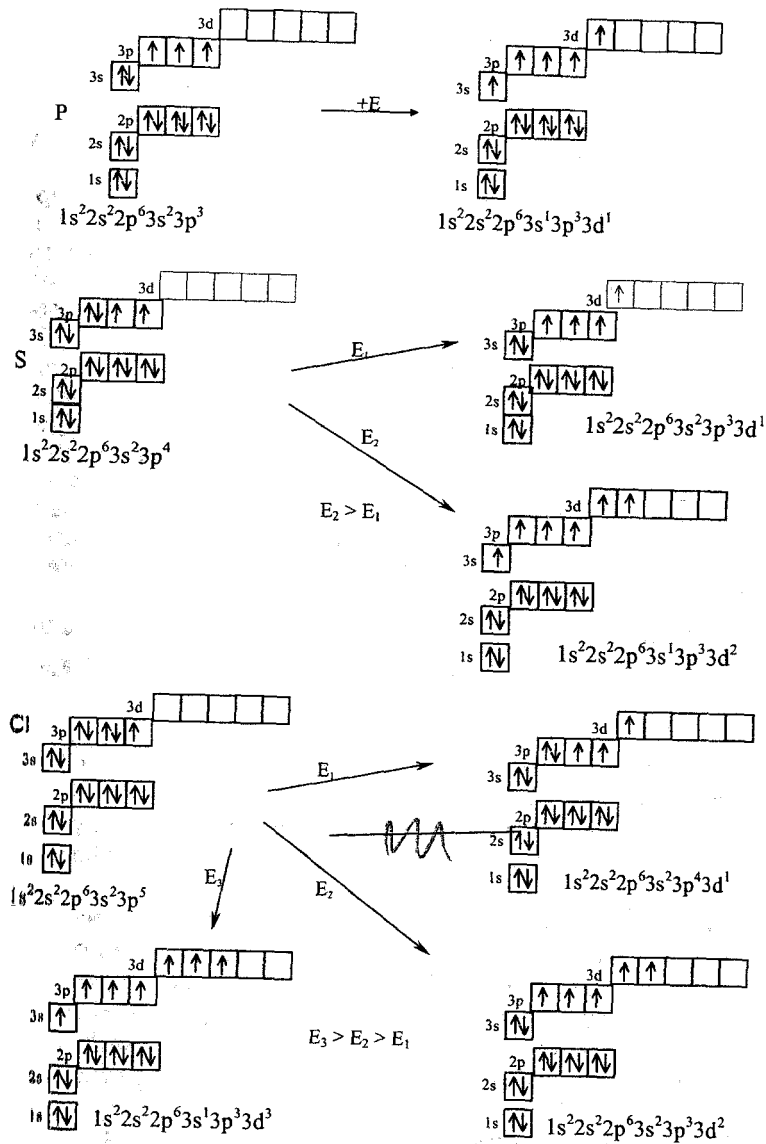 3d
3p
3s
P
2p
2s
1s
1s²2s²2p⁶3s²3p³
+E
3d
3p
3s
2p
2s
1s
1s²2s²2p⁶3s¹3p³3d¹
3d
3p
3s
S
2p
2s
1s
1s²2s²2p⁶3s²3p⁴
E₁
E₂
E₂ > E₁
3d
3p
3s
2p
2s
1s
1s²2s²2p⁶3s²3p³3d¹
3d
3p
3s
2p
2s
1s
1s²2s²2p⁶3s¹3p³3d²
Cl
3d
3p
3s
2p
2s
1s
1s²2s²2p⁶3s²3p⁵
E₁
E₂
E₃
3d
3p
3s
2p
2s
1s
1s²2s²2p⁶3s²3p⁴3d¹
3d
3p
3s
2p
2s
1s
1s²2s²2p⁶3s¹3p³3d³
E₃ > E₂ > E₁
3d
3p
3s
2p
2s
1s
1s²2s²2p⁶3s²3p³3d²